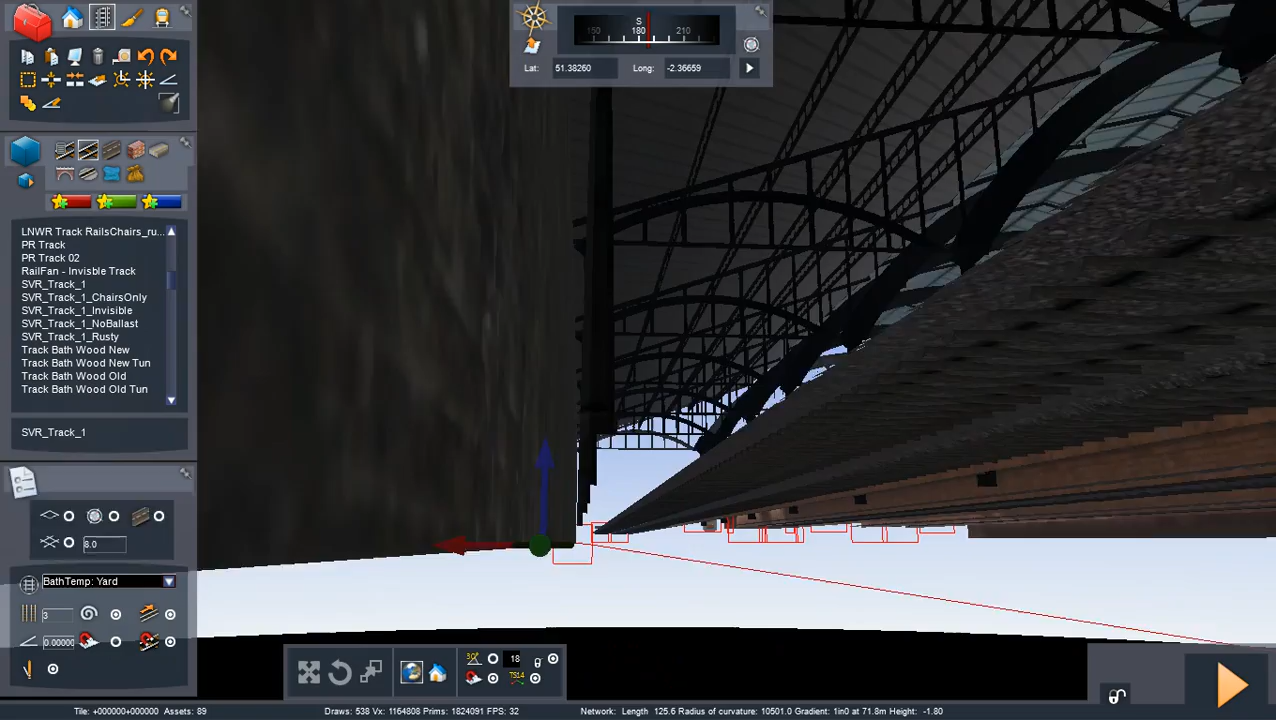 S
150 180 210
Lat: 51.38260 Long: -2.36659
LNWR Track RailsChairs_ru...
PR Track
PR Track 02
RailFan - Invisble Track
SVR_Track_1
SVR_Track_1_ChairsOnly
SVR_Track_1_Invisible
SVR_Track_1_NoBallast
SVR_Track_1_Rusty
Track Bath Wood New
Track Bath Wood New Tun
Track Bath Wood Old
Track Bath Wood Old Tun
SVR_Track_1
8.0
BathTemp: Yard
3
0.00000
30° 18
TS14
Tile: +000000+000000 Assets: 89 Draws: 538 Vx: 1164808 Prims: 1824091 FPS: 32 Network: Length 125.6 Radius of curvature: 10501.0 Gradient: 1in0 at 71.8m Height: -1.80